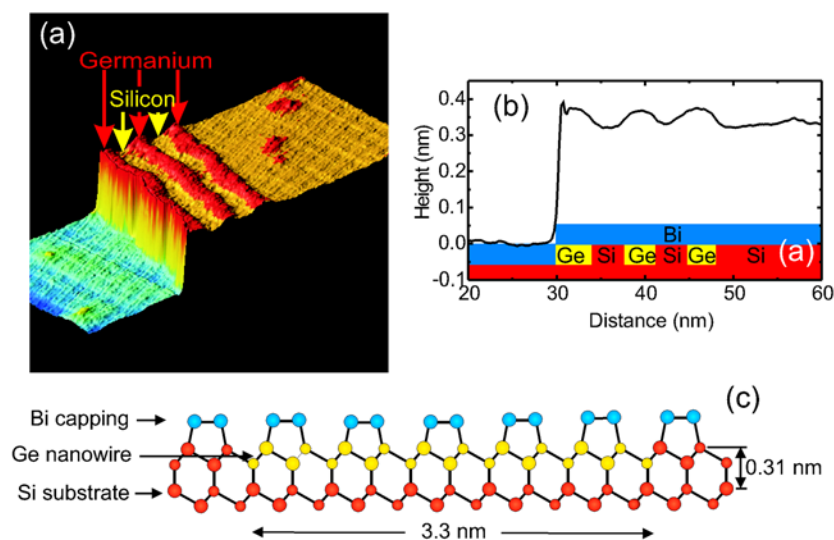 (a)
Germanium
Silicon
(b)
Height (nm)
0.4
0.3
0.2
0.1
0.0
-0.1
Bi
Ge Si Ge Si Ge Si (a)
20 30 40 50 60
Distance (nm)
(c)
Bi capping
Ge nanowire
Si substrate
0.31 nm
3.3 nm